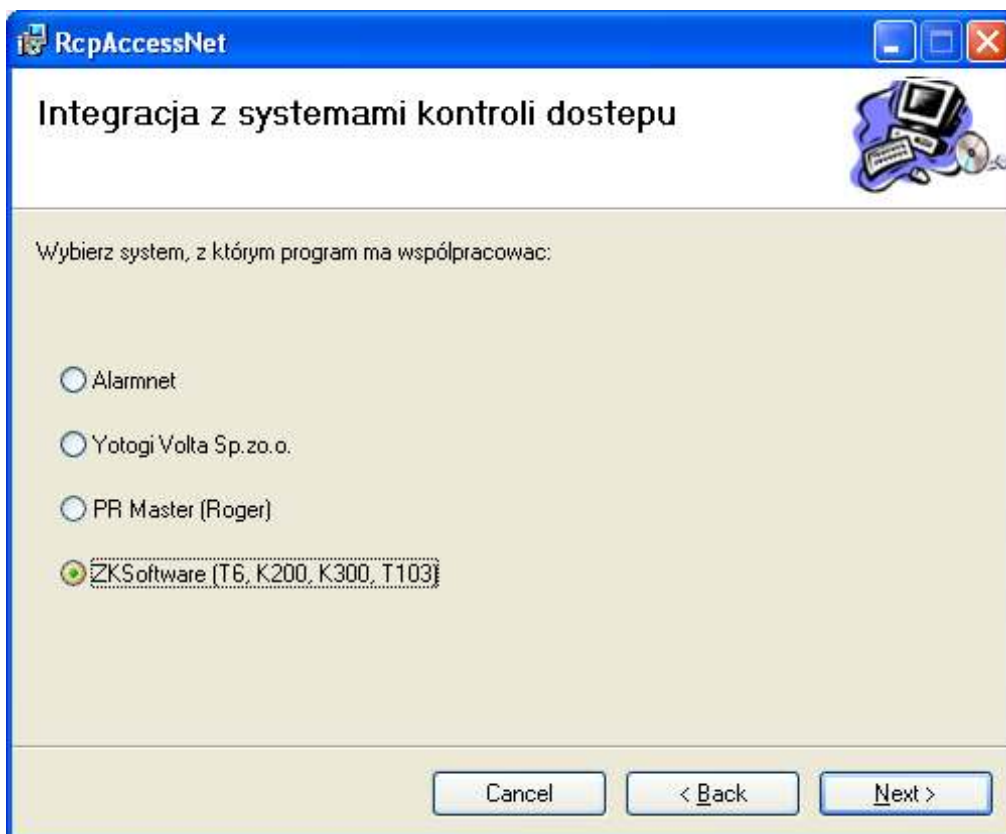 RcpAccessNet
Integracja z systemami kontroli dostepu
Wybierz system, z którym program ma wspólpracowac:
Alarmnet
Yotogi Volta Sp.zo.o.
PR Master (Roger)
ZKSoftware (T6, K200, K300, T103)
Cancel
< Back
Next >